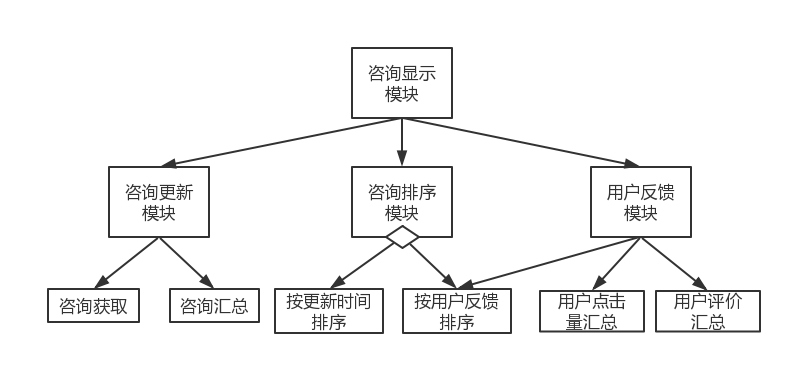 咨询显示
模块
咨询更新
模块
咨询排序
模块
用户反馈
模块
咨询获取
咨询汇总
按更新时间
排序
按用户反馈
排序
用户点击
量汇总
用户评价
汇总